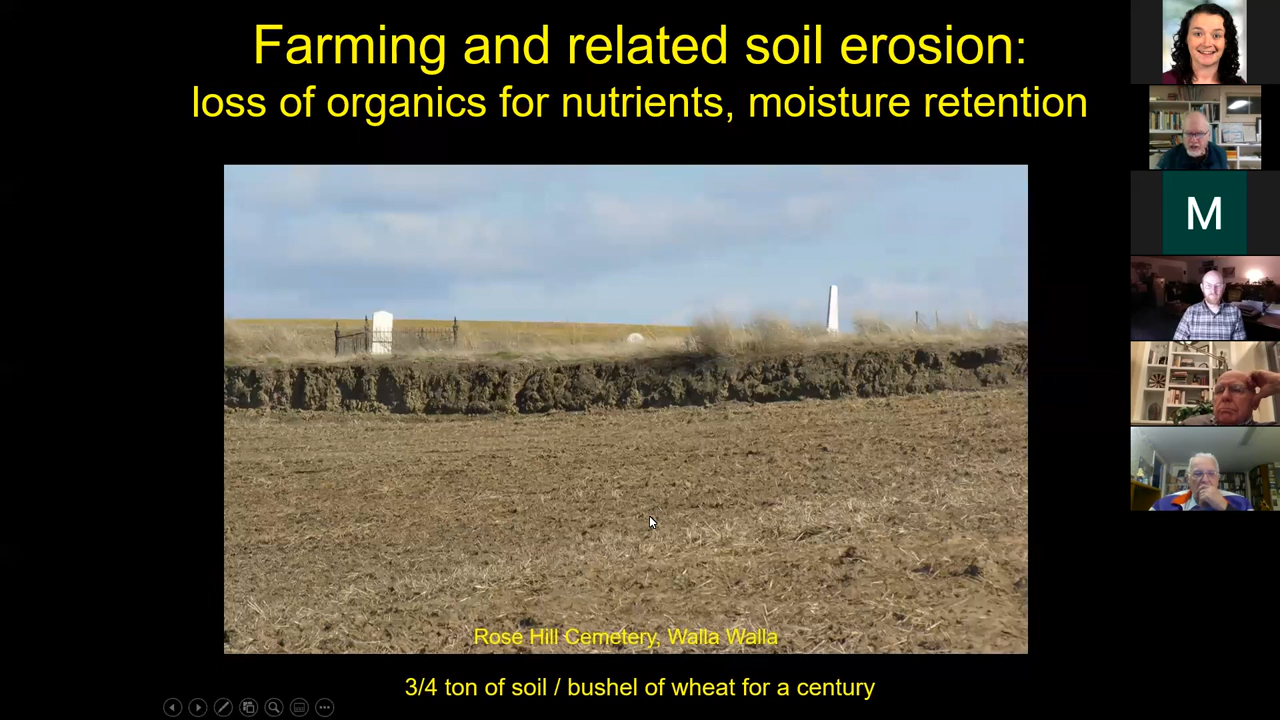 Farming and related soil erosion:
loss of organics for nutrients, moisture retention
M
Rose Hill Cemetery, Walla Walla
3/4 ton of soil / bushel of wheat for a century